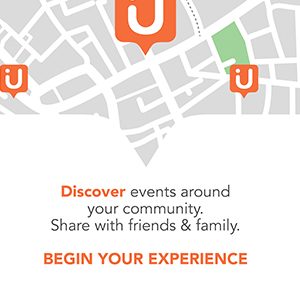 Discover events around
your community.
Share with friends & family.
BEGIN YOUR EXPERIENCE